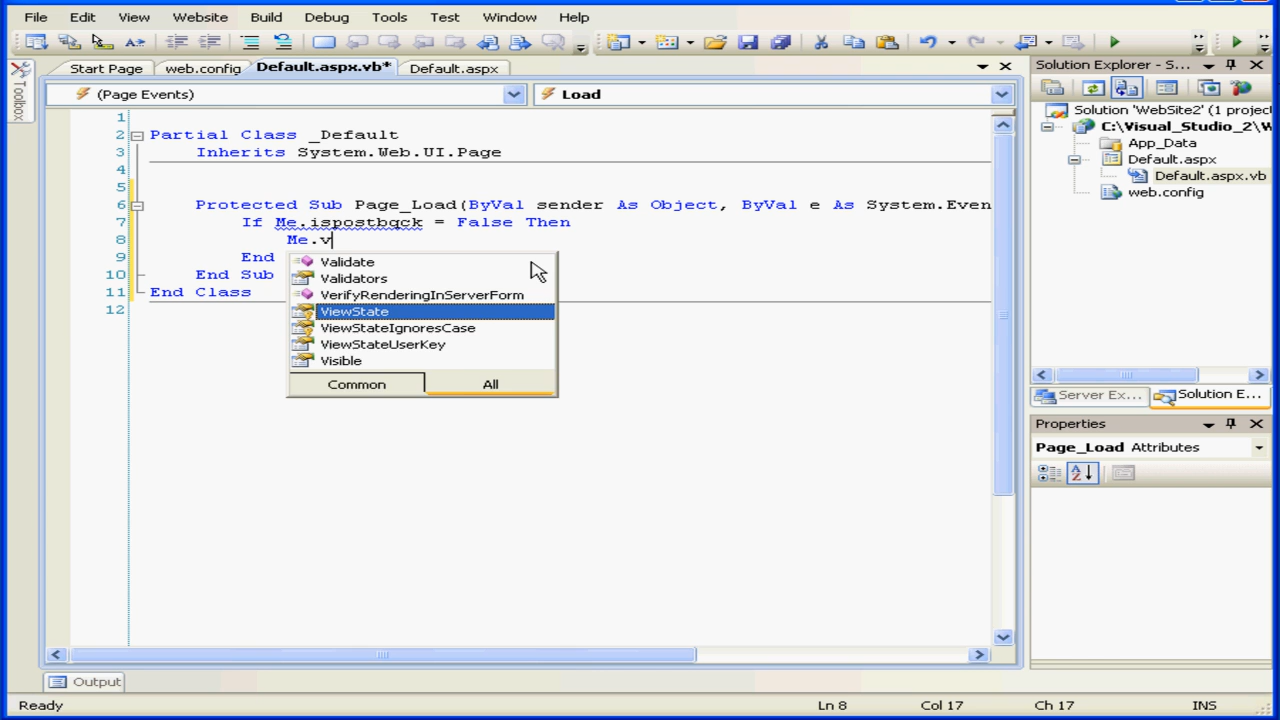 File Edit View Website Build Debug Tools Test Window Help
Start Page web.config Default.aspx.vb* Default.aspx
Toolbox
(Page Events) Load
1
2 Partial Class _Default
3 Inherits System.Web.UI.Page
4
5
6 Protected Sub Page_Load(ByVal sender As Object, ByVal e As System.Even
7 If Me.ispostbqck = False Then
8 Me.v
9 End
10 End Sub
11 End Class
12
Validate
Validators
VerifyRenderingInServerForm
ViewState
ViewStateIgnoresCase
ViewStateUserKey
Visible
Common All
Solution Explorer - S...
Solution 'WebSite2' (1 project
C:\Visual_Studio_2\W
App_Data
Default.aspx
Default.aspx.vb
web.config
Server Ex... Solution E...
Properties
Page_Load Attributes
Output
Ready Ln 8 Col 17 Ch 17 INS